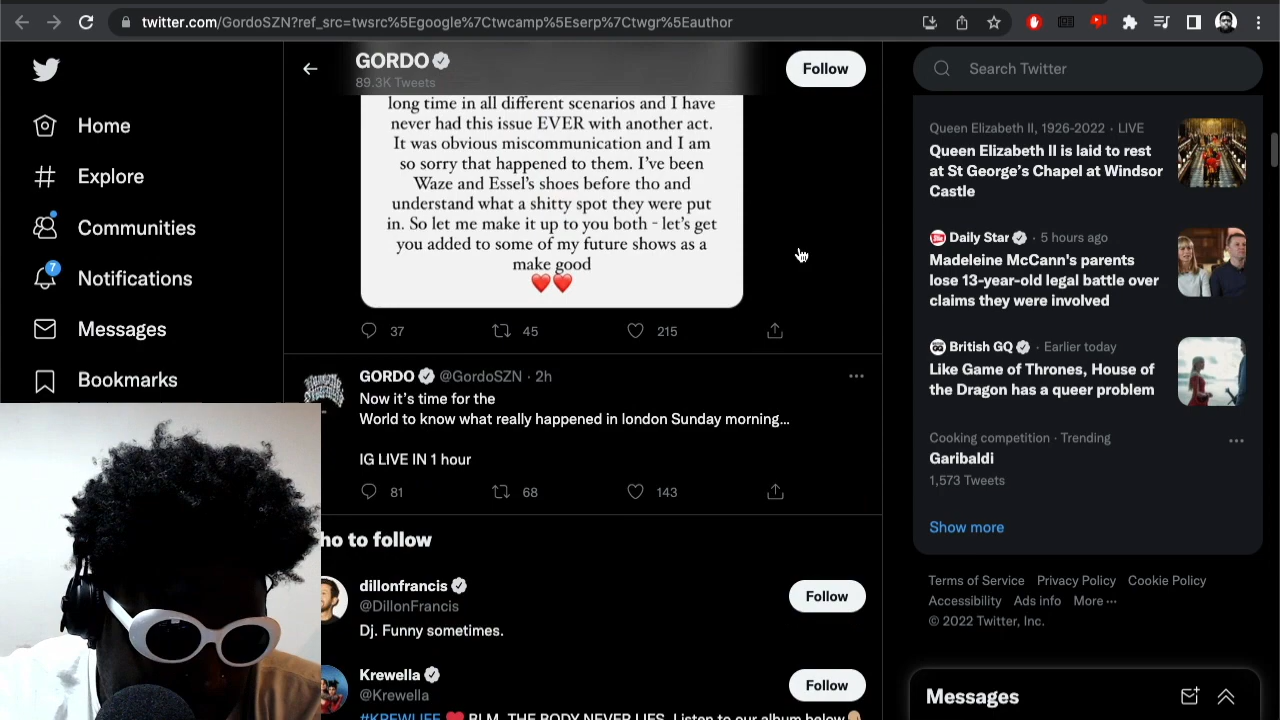 twitter.com/GordoSZN?ref_src=twsrc%5Egoogle%7Ctwcamp%5Eserp%7Ctwgr%5Eauthor
Home
Explore
Communities
7
Notifications
Messages
Bookmarks
GORDO
89.3K Tweets
Follow
long time in all different scenarios and I have
never had this issue EVER with another act.
It was obvious miscommunication and I am
so sorry that happened to them. I've been
Waze and Essel's shoes before tho and
understand what a shitty spot they were put
in. So let me make it up to you both - let's get
you added to some of my future shows as a
make good
❤️❤️
37 45 215
GORDO @GordoSZN · 2h
Now it's time for the
World to know what really happened in london Sunday morning...
IG LIVE IN 1 hour
81 68 143
ho to follow
dillonfrancis
@DillonFrancis
Follow
Dj. Funny sometimes.
Krewella
@Krewella
Follow
#KREWLIFE ❤️ BLM. THE BODY NEVER LIES. Listen to our album below
Search Twitter
Queen Elizabeth II, 1926-2022 · LIVE
Queen Elizabeth II is laid to rest
at St George's Chapel at Windsor
Castle
Daily Star · 5 hours ago
Madeleine McCann's parents
lose 13-year-old legal battle over
claims they were involved
British GQ · Earlier today
Like Game of Thrones, House of
the Dragon has a queer problem
Cooking competition · Trending
Garibaldi
1,573 Tweets
Show more
Terms of Service Privacy Policy Cookie Policy
Accessibility Ads info More ···
© 2022 Twitter, Inc.
Messages